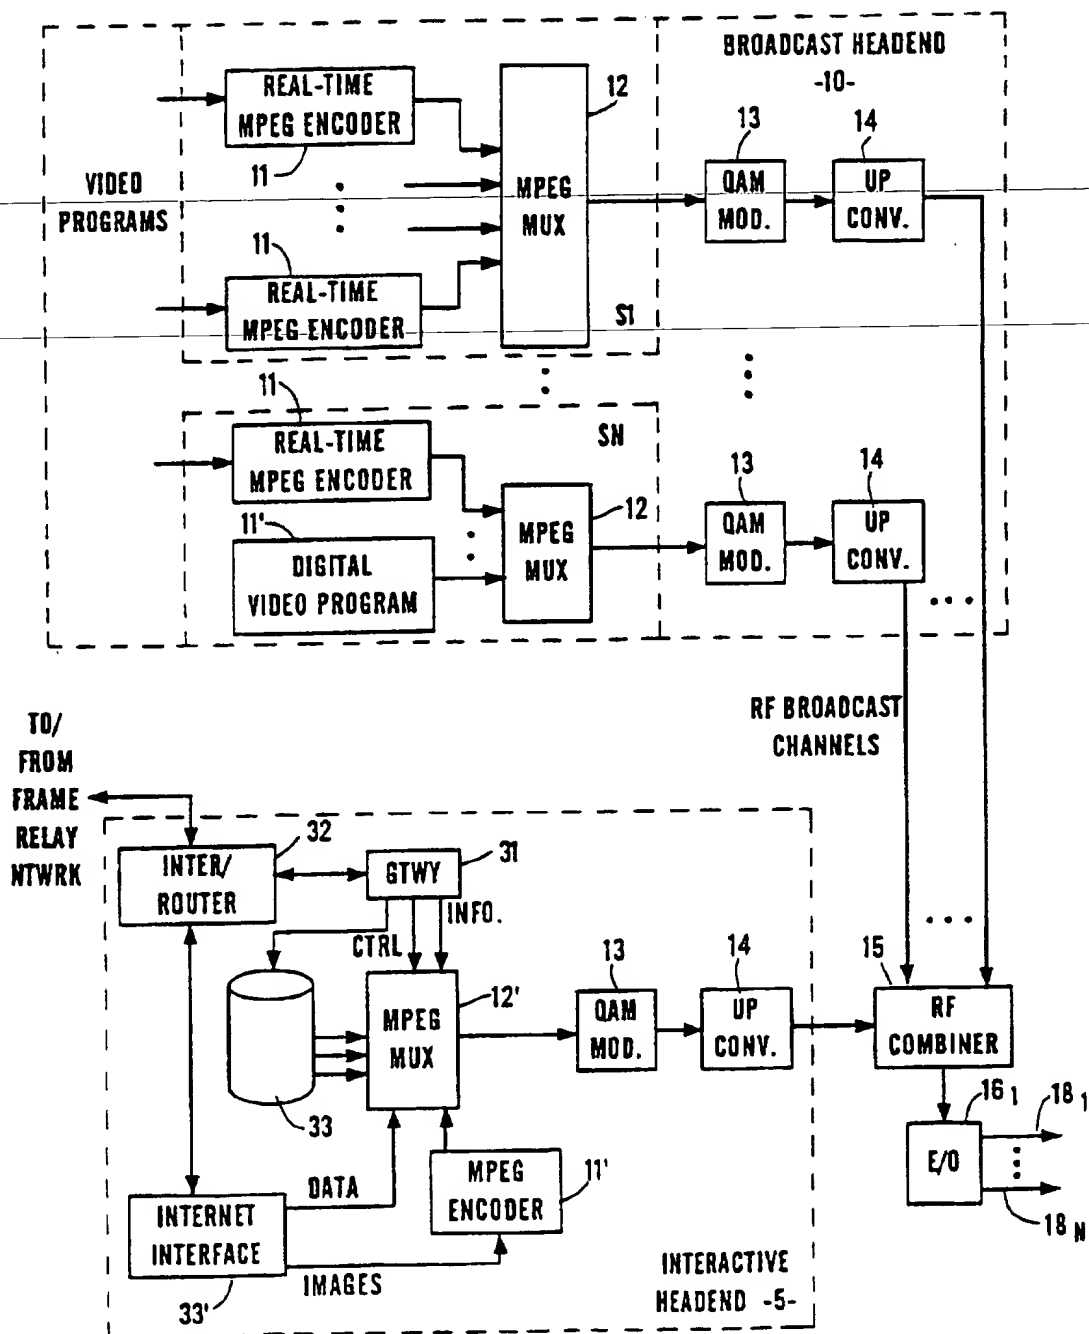 BROADCAST HEADEND
-10-
VIDEO
PROGRAMS
REAL-TIME
MPEG ENCODER
11
11
REAL-TIME
MPEG ENCODER
MPEG
MUX
12
S1
13
QAM
MOD.
14
UP
CONV.
11
REAL-TIME
MPEG ENCODER
11'
DIGITAL
VIDEO PROGRAM
SN
MPEG
MUX
12
13
QAM
MOD.
14
UP
CONV.
RF BROADCAST
CHANNELS
TO/
FROM
FRAME
RELAY
NTWRK
32
INTER/
ROUTER
31
GTWY
CTRL
INFO.
33
MPEG
MUX
12'
13
QAM
MOD.
14
UP
CONV.
15
RF
COMBINER
16 1
E/O
18 1
18 N
DATA
MPEG
ENCODER
11'
INTERNET
INTERFACE
33'
IMAGES
INTERACTIVE
HEADEND -5-